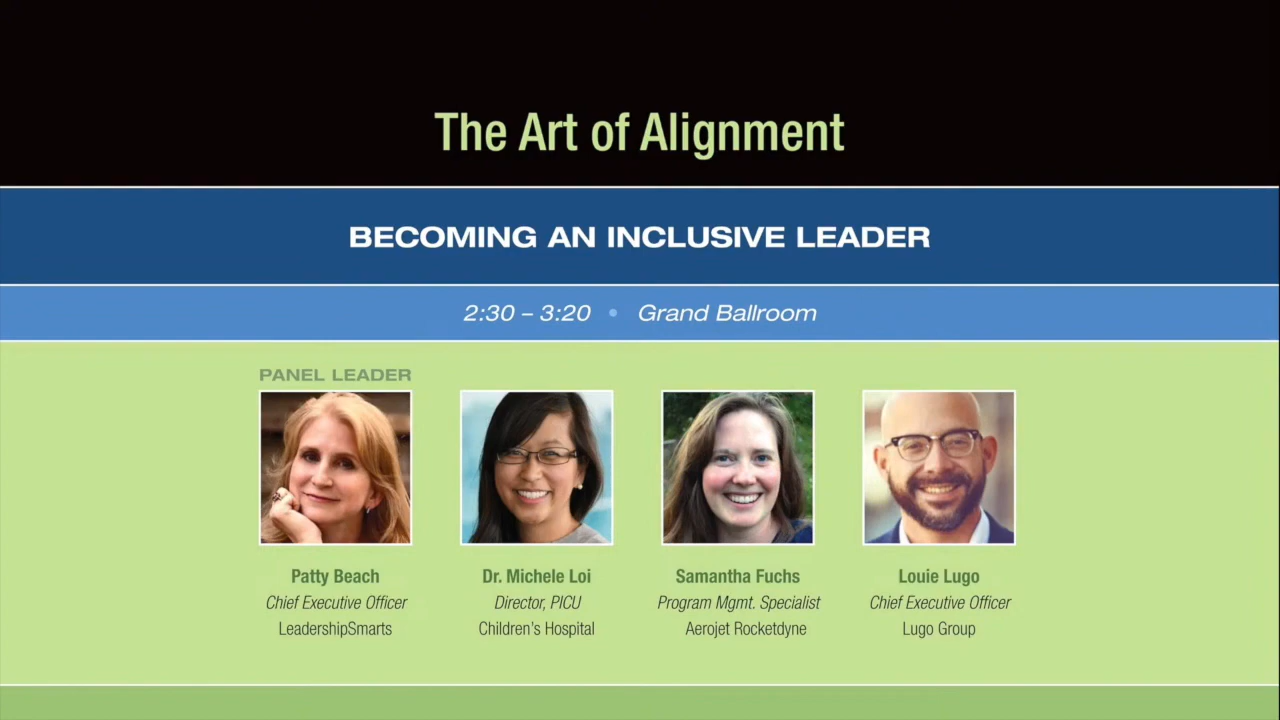 The Art of Alignment
BECOMING AN INCLUSIVE LEADER
2:30 – 3:20 • Grand Ballroom
PANEL LEADER
Patty Beach
Chief Executive Officer
LeadershipSmarts
Dr. Michele Loi
Director, PICU
Children's Hospital
Samantha Fuchs
Program Mgmt. Specialist
Aerojet Rocketdyne
Louie Lugo
Chief Executive Officer
Lugo Group